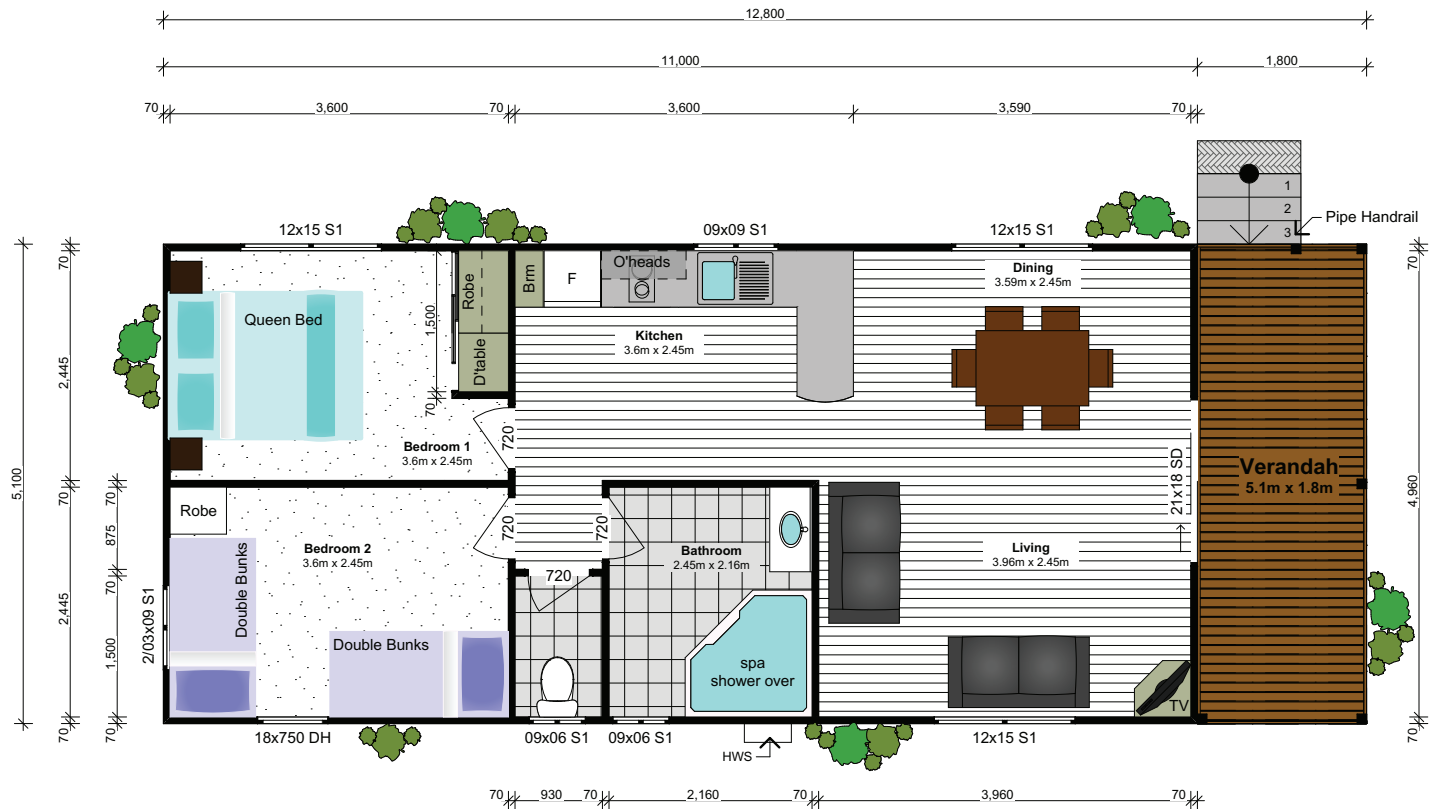 12,800
11,000
1,800
70
3,600
70
3,600
3,590
70
1
2
3
Pipe Handrail
12x15 S1
09x09 S1
12x15 S1
5,100
70
2,445
70
2,445
70
70
875
70
1,500
70
Queen Bed
1,500
70
Robe
D'table
Brm
F
O'heads
Kitchen
3.6m x 2.45m
Dining
3.59m x 2.45m
Bedroom 1
3.6m x 2.45m
720
21x18 SD
Verandah
5.1m x 1.8m
70
4,960
70
Robe
Double Bunks
Bedroom 2
3.6m x 2.45m
Double Bunks
720
720
720
Bathroom
2.45m x 2.16m
spa
shower over
Living
3.96m x 2.45m
TV
2/03x09 S1
18x750 DH
09x06 S1
09x06 S1
HWS
12x15 S1
70
930
70
2,160
70
3,960
70